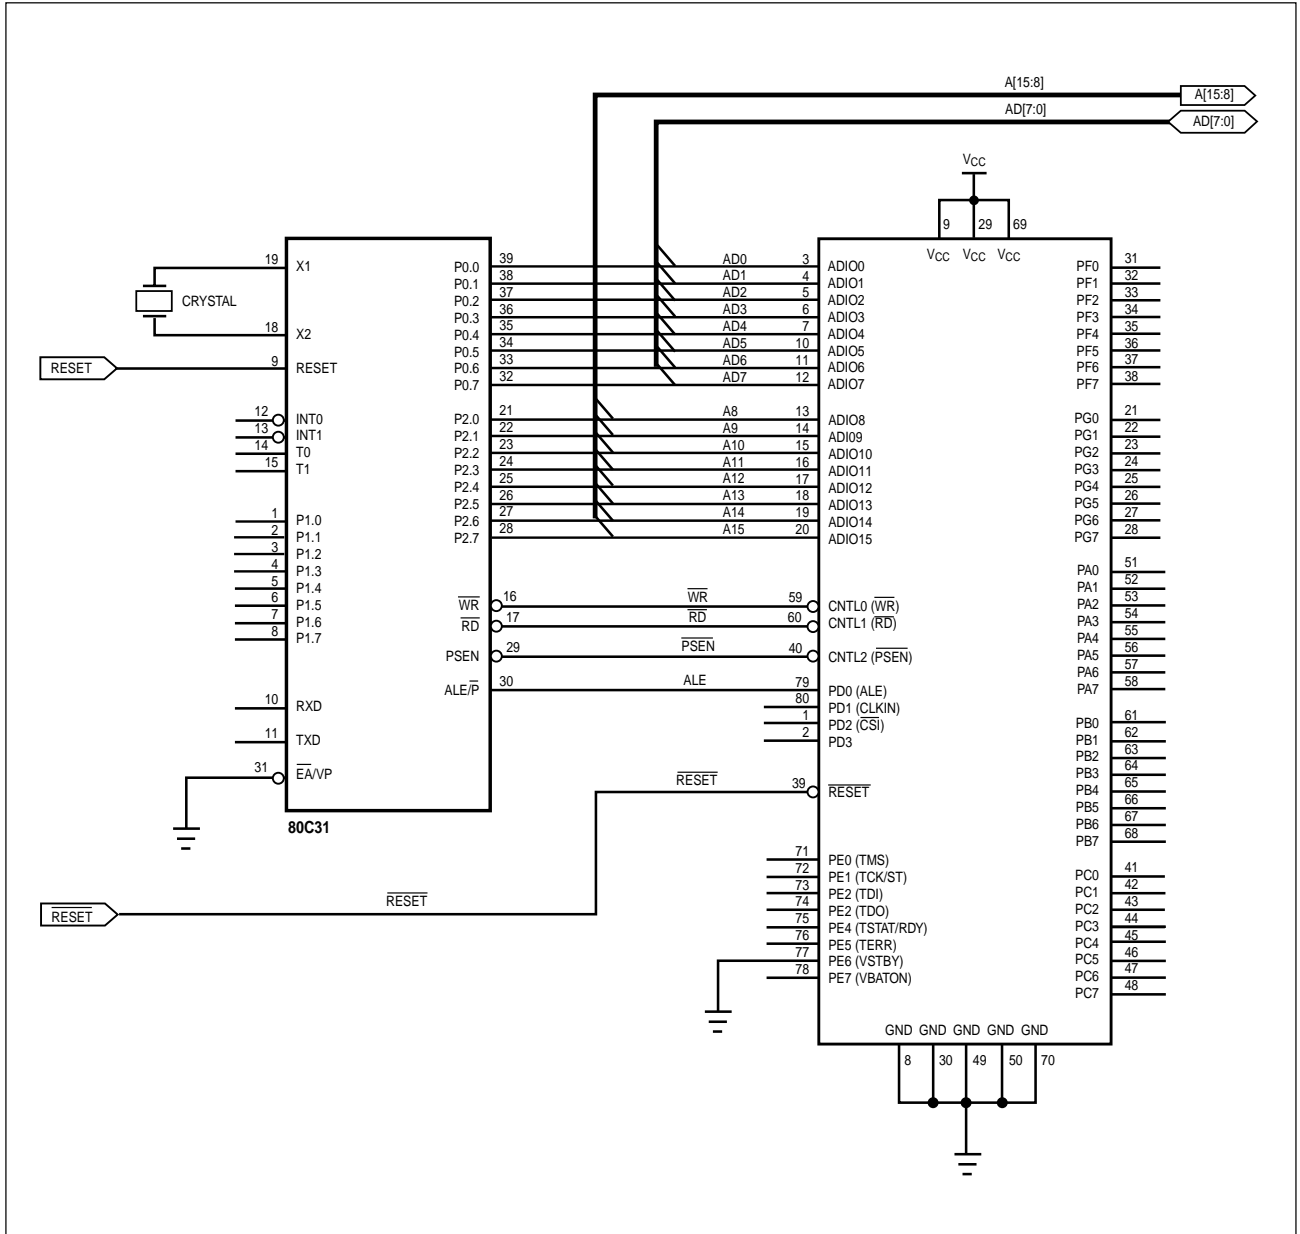 A[15:8]
A[15:8]
AD[7:0]
AD[7:0]
VCC
9 29 69
VCC VCC VCC
19 X1
CRYSTAL
18 X2
RESET
9 RESET
12 INT0
13 INT1
14 T0
15 T1
1 P1.0
2 P1.1
3 P1.2
4 P1.3
5 P1.4
6 P1.5
7 P1.6
8 P1.7
10 RXD
11 TXD
31 E̅A̅/VP
80C31
P0.0 39 AD0 3 ADIO0
P0.1 38 AD1 4 ADIO1
P0.2 37 AD2 5 ADIO2
P0.3 36 AD3 6 ADIO3
P0.4 35 AD4 7 ADIO4
P0.5 34 AD5 10 ADIO5
P0.6 33 AD6 11 ADIO6
P0.7 32 AD7 12 ADIO7
P2.0 21 A8 13 ADIO8
P2.1 22 A9 14 ADI09
P2.2 23 A10 15 ADIO10
P2.3 24 A11 16 ADIO11
P2.4 25 A12 17 ADIO12
P2.5 26 A13 18 ADIO13
P2.6 27 A14 19 ADIO14
P2.7 28 A15 20 ADIO15
W̅R̅ 16 W̅R̅ 59 CNTL0 (W̅R̅)
R̅D̅ 17 R̅D̅ 60 CNTL1 (R̅D̅)
PSEN 29 P̅S̅E̅N̅ 40 CNTL2 (P̅S̅E̅N̅)
ALE/P̅ 30 ALE 79 PD0 (ALE)
80 PD1 (CLKIN)
1 PD2 (C̅S̅I̅)
2 PD3
R̅E̅S̅E̅T̅ 39 R̅E̅S̅E̅T̅
R̅E̅S̅E̅T̅ R̅E̅S̅E̅T̅
71 PE0 (TMS)
72 PE1 (TCK/ST)
73 PE2 (TDI)
74 PE2 (TDO)
75 PE4 (TSTAT/RDY)
76 PE5 (TERR)
77 PE6 (VSTBY)
78 PE7 (VBATON)
PF0 31
PF1 32
PF2 33
PF3 34
PF4 35
PF5 36
PF6 37
PF7 38
PG0 21
PG1 22
PG2 23
PG3 24
PG4 25
PG5 26
PG6 27
PG7 28
PA0 51
PA1 52
PA2 53
PA3 54
PA4 55
PA5 56
PA6 57
PA7 58
PB0 61
PB1 62
PB2 63
PB3 64
PB4 65
PB5 66
PB6 67
PB7 68
PC0 41
PC1 42
PC2 43
PC3 44
PC4 45
PC5 46
PC6 47
PC7 48
GND GND GND GND GND
8 30 49 50 70